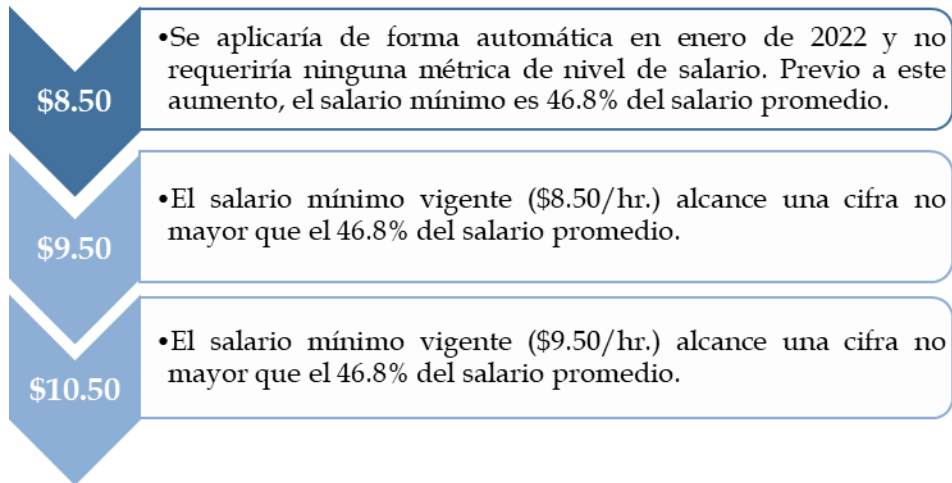 $8.50
•Se aplicaría de forma automática en enero de 2022 y no
requeriría ninguna métrica de nivel de salario. Previo a este
aumento, el salario mínimo es 46.8% del salario promedio.
$9.50
•El salario mínimo vigente ($8.50/hr.) alcance una cifra no
mayor que el 46.8% del salario promedio.
$10.50
•El salario mínimo vigente ($9.50/hr.) alcance una cifra no
mayor que el 46.8% del salario promedio.